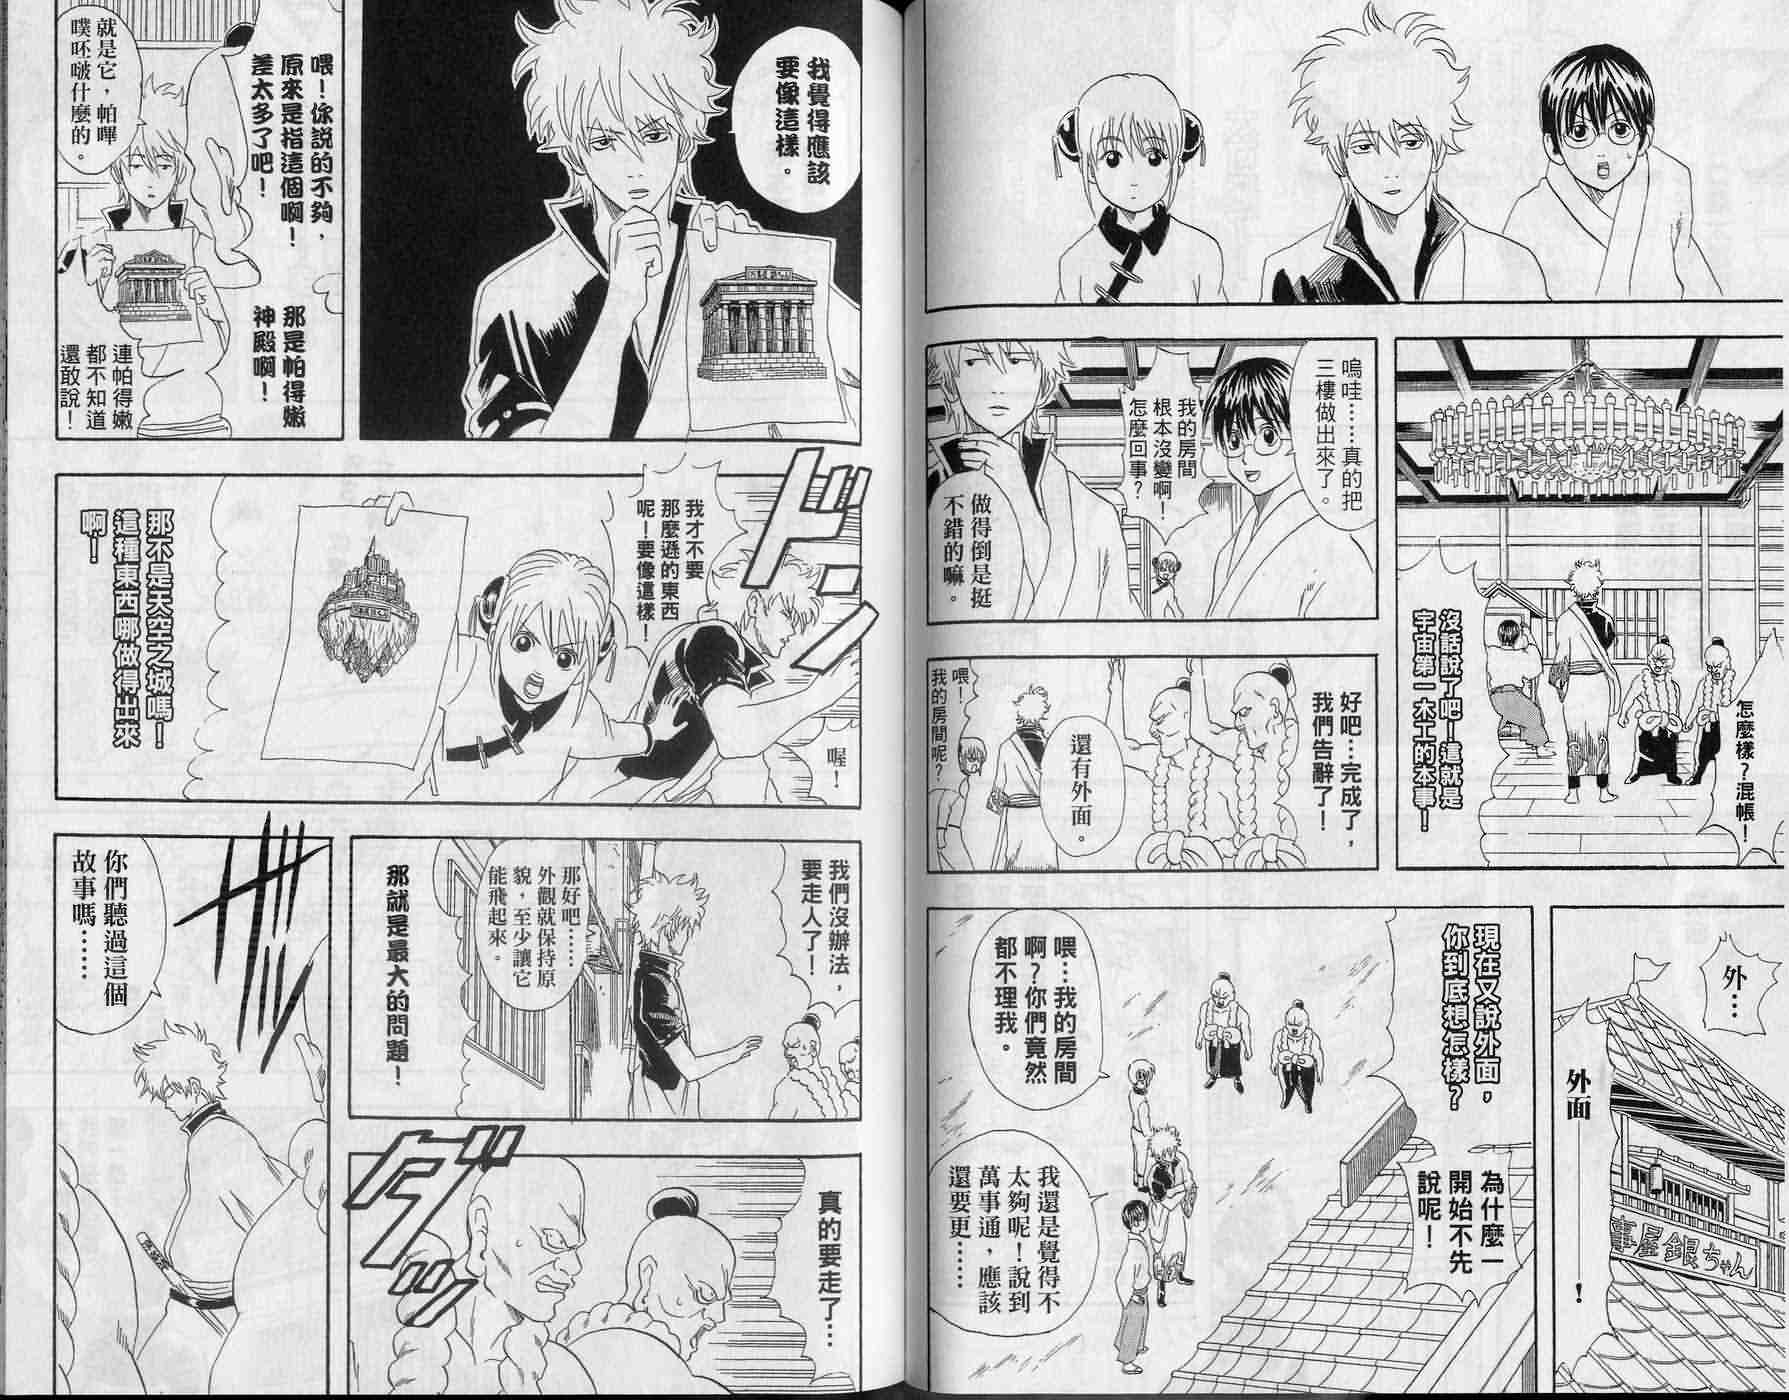 嗚哇……真的把
三樓做出來了。
我的房間
根本沒變啊！
怎麼回事？
做得倒是挺
不錯的嘛。
怎麼樣？混帳！
沒話說了吧！這就是
宇宙第一木工的本事！
好吧…完成了，
我們告辭了！
還有外面。
喂！
我的房間呢？
外…
外面——！
事屋銀ちゃん
現在又說外面，
你到底想怎樣？
為什麼一
開始不先
說呢！
喂…我的房間
啊？你們竟然
都不理我。
我還是覺得不
太夠呢！說到
萬事通，應該
還要更……
我覺得應該
要像這樣。
喂！你說的不夠，
原來是指這個啊！
差太多了吧！
那是帕得嫩
神殿啊！
就是它，帕嗶
噗呸啵什麼的。
連帕得嫩
都不知道
還敢說！
ドン
我才不要
那麼遜的東西
呢！要像這樣！
喔！
那不是天空之城嗎！
這種東西哪做得出來
啊！
我們沒辦法，
要走人了！
那好吧……
外觀就保持原
貌，至少讓它
能飛起來。
那就是最大的問題！
真的要走了…
ダッ
ガッ
你們聽過這個
故事嗎……